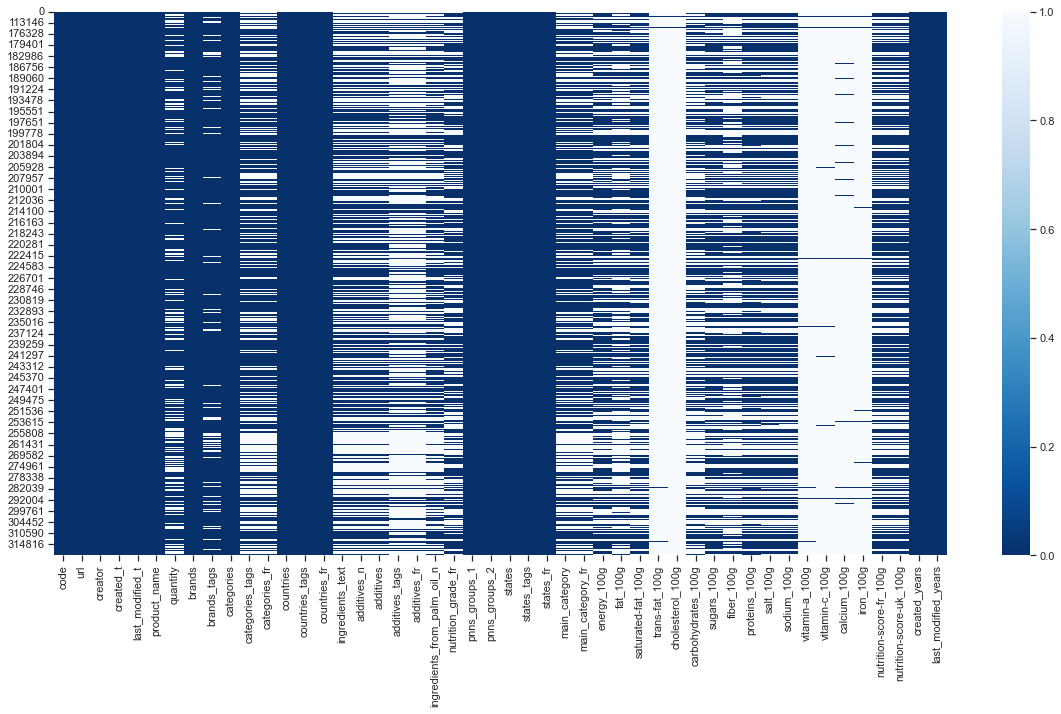 0
113146
176328
179401
182986
186756
189060
191224
193478
195551
197651
199778
201804
203894
205928
207957
210001
212036
214100
216163
218243
220281
222415
224583
226701
228746
230819
232893
235016
237124
239259
241297
243312
245370
247401
249475
251536
253615
255808
261431
269582
274961
278338
282039
292004
299761
304452
310590
314816
code
url
creator
created_t
last_modified_t
product_name
quantity
brands
brands_tags
categories
categories_tags
categories_fr
countries
countries_tags
countries_fr
ingredients_text
additives_n
additives
additives_tags
additives_fr
ingredients_from_palm_oil_n
nutrition_grade_fr
pnns_groups_1
pnns_groups_2
states
states_tags
states_fr
main_category
main_category_fr
energy_100g
fat_100g
saturated-fat_100g
trans-fat_100g
cholesterol_100g
carbohydrates_100g
sugars_100g
fiber_100g
proteins_100g
salt_100g
sodium_100g
vitamin-a_100g
vitamin-c_100g
calcium_100g
iron_100g
nutrition-score-fr_100g
nutrition-score-uk_100g
created_years
last_modified_years
1.0
0.8
0.6
0.4
0.2
0.0